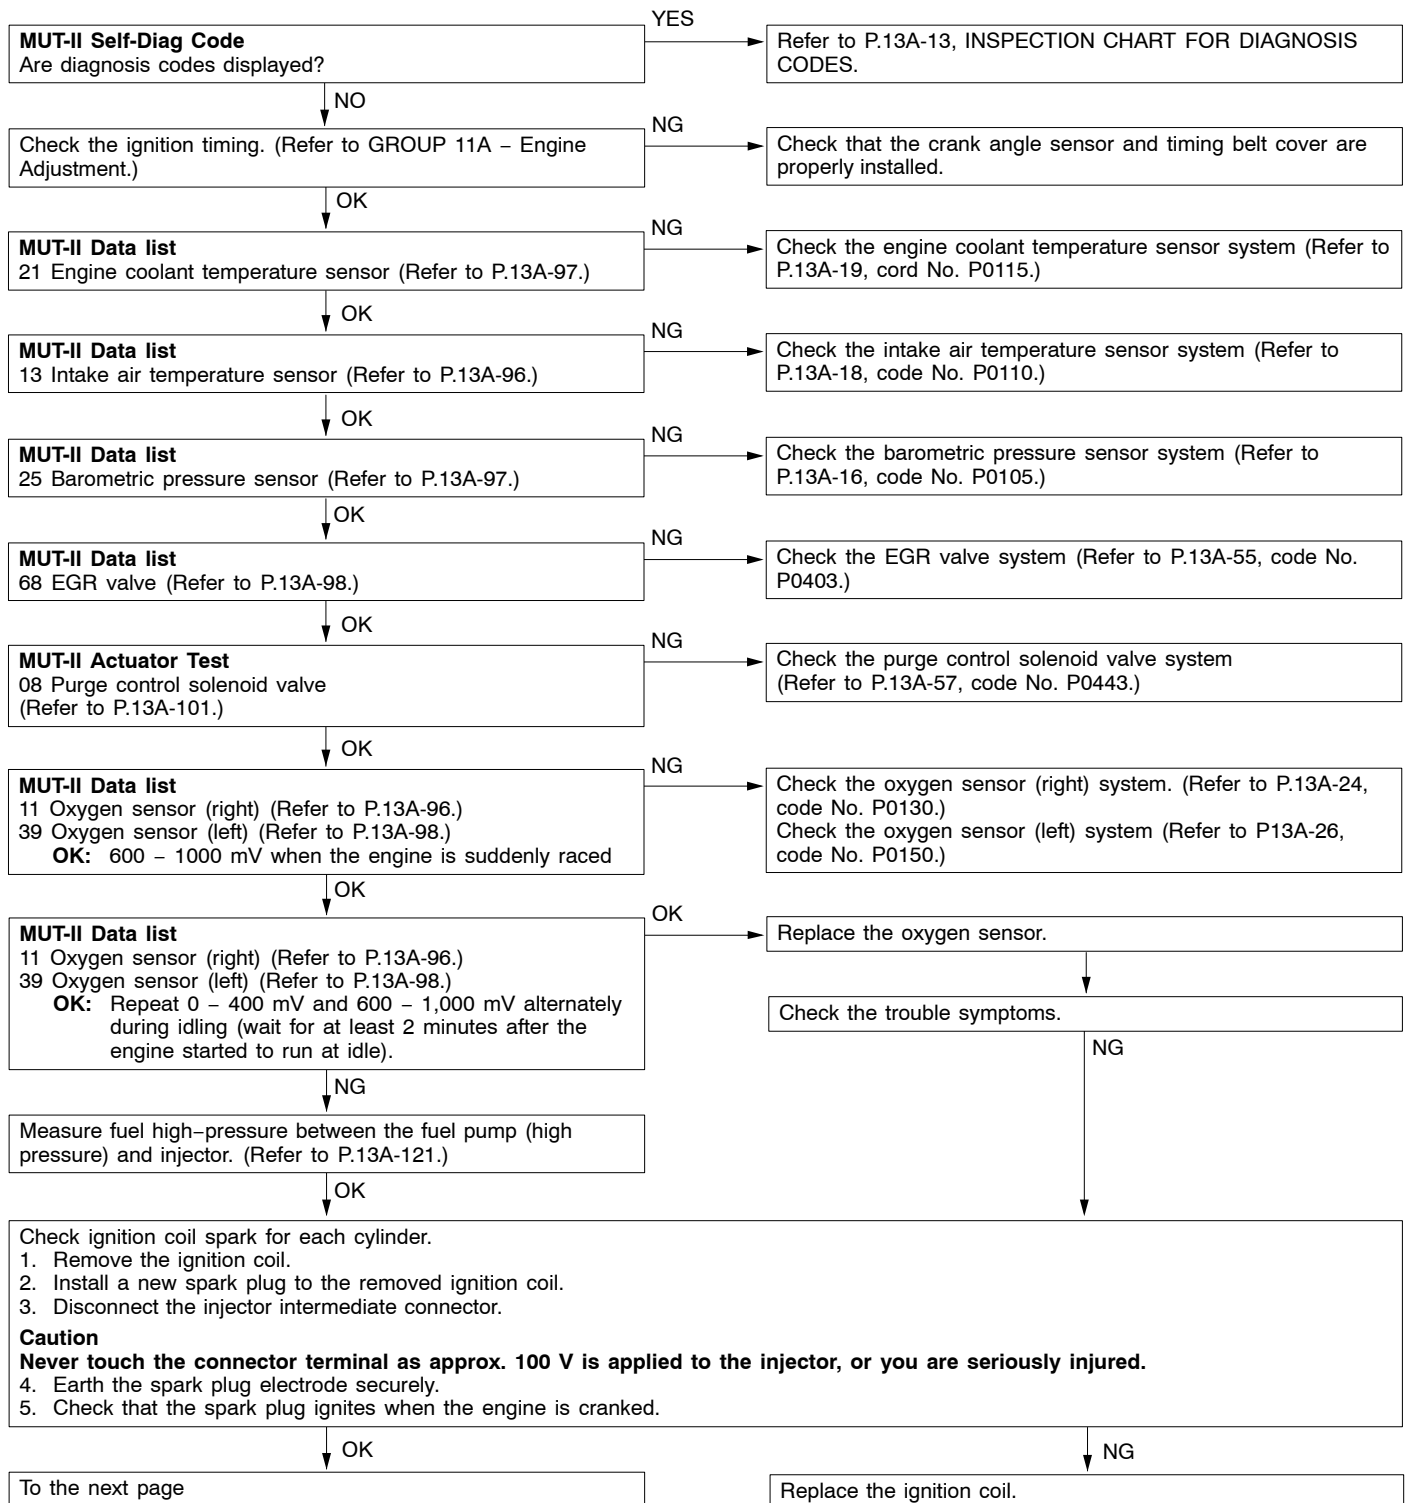 YES
MUT-II Self-Diag Code
Are diagnosis codes displayed?
Refer to P.13A-13, INSPECTION CHART FOR DIAGNOSIS
CODES.
NO
Check the ignition timing. (Refer to GROUP 11A – Engine
Adjustment.)
NG
Check that the crank angle sensor and timing belt cover are
properly installed.
OK
MUT-II Data list
21 Engine coolant temperature sensor (Refer to P.13A-97.)
NG
Check the engine coolant temperature sensor system (Refer to
P.13A-19, cord No. P0115.)
OK
MUT-II Data list
13 Intake air temperature sensor (Refer to P.13A-96.)
NG
Check the intake air temperature sensor system (Refer to
P.13A-18, code No. P0110.)
OK
MUT-II Data list
25 Barometric pressure sensor (Refer to P.13A-97.)
NG
Check the barometric pressure sensor system (Refer to
P.13A-16, code No. P0105.)
OK
MUT-II Data list
68 EGR valve (Refer to P.13A-98.)
NG
Check the EGR valve system (Refer to P.13A-55, code No.
P0403.)
OK
MUT-II Actuator Test
08 Purge control solenoid valve
(Refer to P.13A-101.)
NG
Check the purge control solenoid valve system
(Refer to P.13A-57, code No. P0443.)
OK
MUT-II Data list
11 Oxygen sensor (right) (Refer to P.13A-96.)
39 Oxygen sensor (left) (Refer to P.13A-98.)
OK: 600 – 1000 mV when the engine is suddenly raced
NG
Check the oxygen sensor (right) system. (Refer to P.13A-24,
code No. P0130.)
Check the oxygen sensor (left) system (Refer to P13A-26,
code No. P0150.)
OK
MUT-II Data list
11 Oxygen sensor (right) (Refer to P.13A-96.)
39 Oxygen sensor (left) (Refer to P.13A-98.)
OK: Repeat 0 – 400 mV and 600 – 1,000 mV alternately
during idling (wait for at least 2 minutes after the
engine started to run at idle).
OK
Replace the oxygen sensor.
Check the trouble symptoms.
NG
NG
Measure fuel high–pressure between the fuel pump (high
pressure) and injector. (Refer to P.13A-121.)
OK
Check ignition coil spark for each cylinder.
1. Remove the ignition coil.
2. Install a new spark plug to the removed ignition coil.
3. Disconnect the injector intermediate connector.
Caution
Never touch the connector terminal as approx. 100 V is applied to the injector, or you are seriously injured.
4. Earth the spark plug electrode securely.
5. Check that the spark plug ignites when the engine is cranked.
OK
NG
To the next page
Replace the ignition coil.